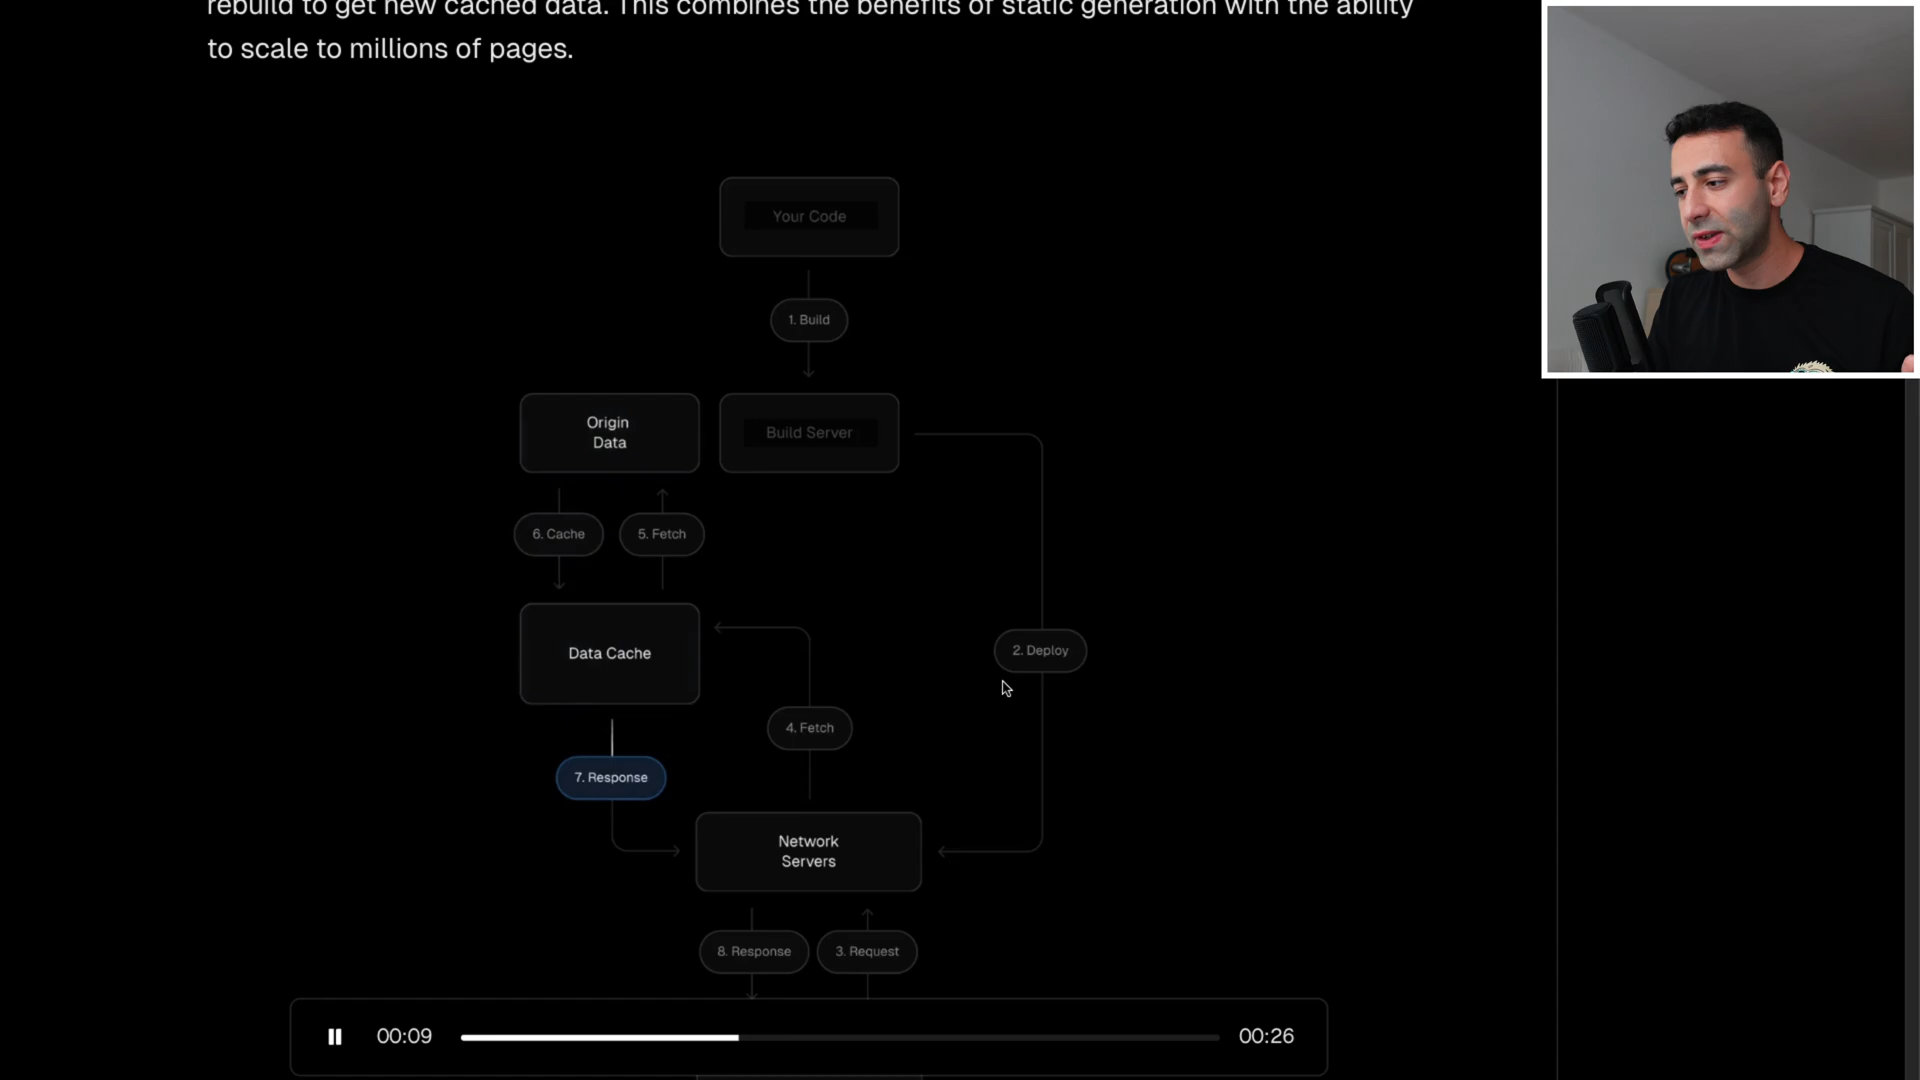 rebuild to get new cached data. This combines the benefits of static generation with the ability
to scale to millions of pages.
Your Code
1. Build
Origin
Data
Build Server
6. Cache
5. Fetch
Data Cache
2. Deploy
4. Fetch
7. Response
Network
Servers
8. Response
3. Request
00:09
00:26